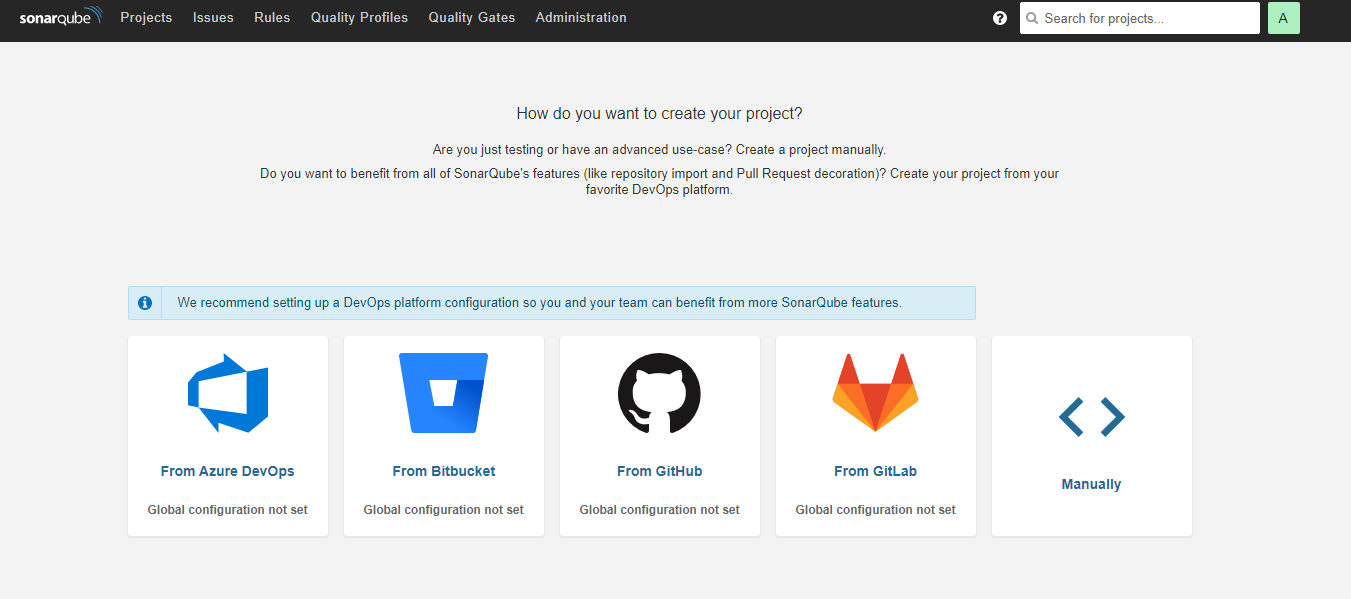 sonarqube Projects Issues Rules Quality Profiles Quality Gates Administration ? Search for projects... A
How do you want to create your project?
Are you just testing or have an advanced use-case? Create a project manually.
Do you want to benefit from all of SonarQube's features (like repository import and Pull Request decoration)? Create your project from your
favorite DevOps platform.
We recommend setting up a DevOps platform configuration so you and your team can benefit from more SonarQube features.
From Azure DevOps
Global configuration not set
From Bitbucket
Global configuration not set
From GitHub
Global configuration not set
From GitLab
Global configuration not set
Manually